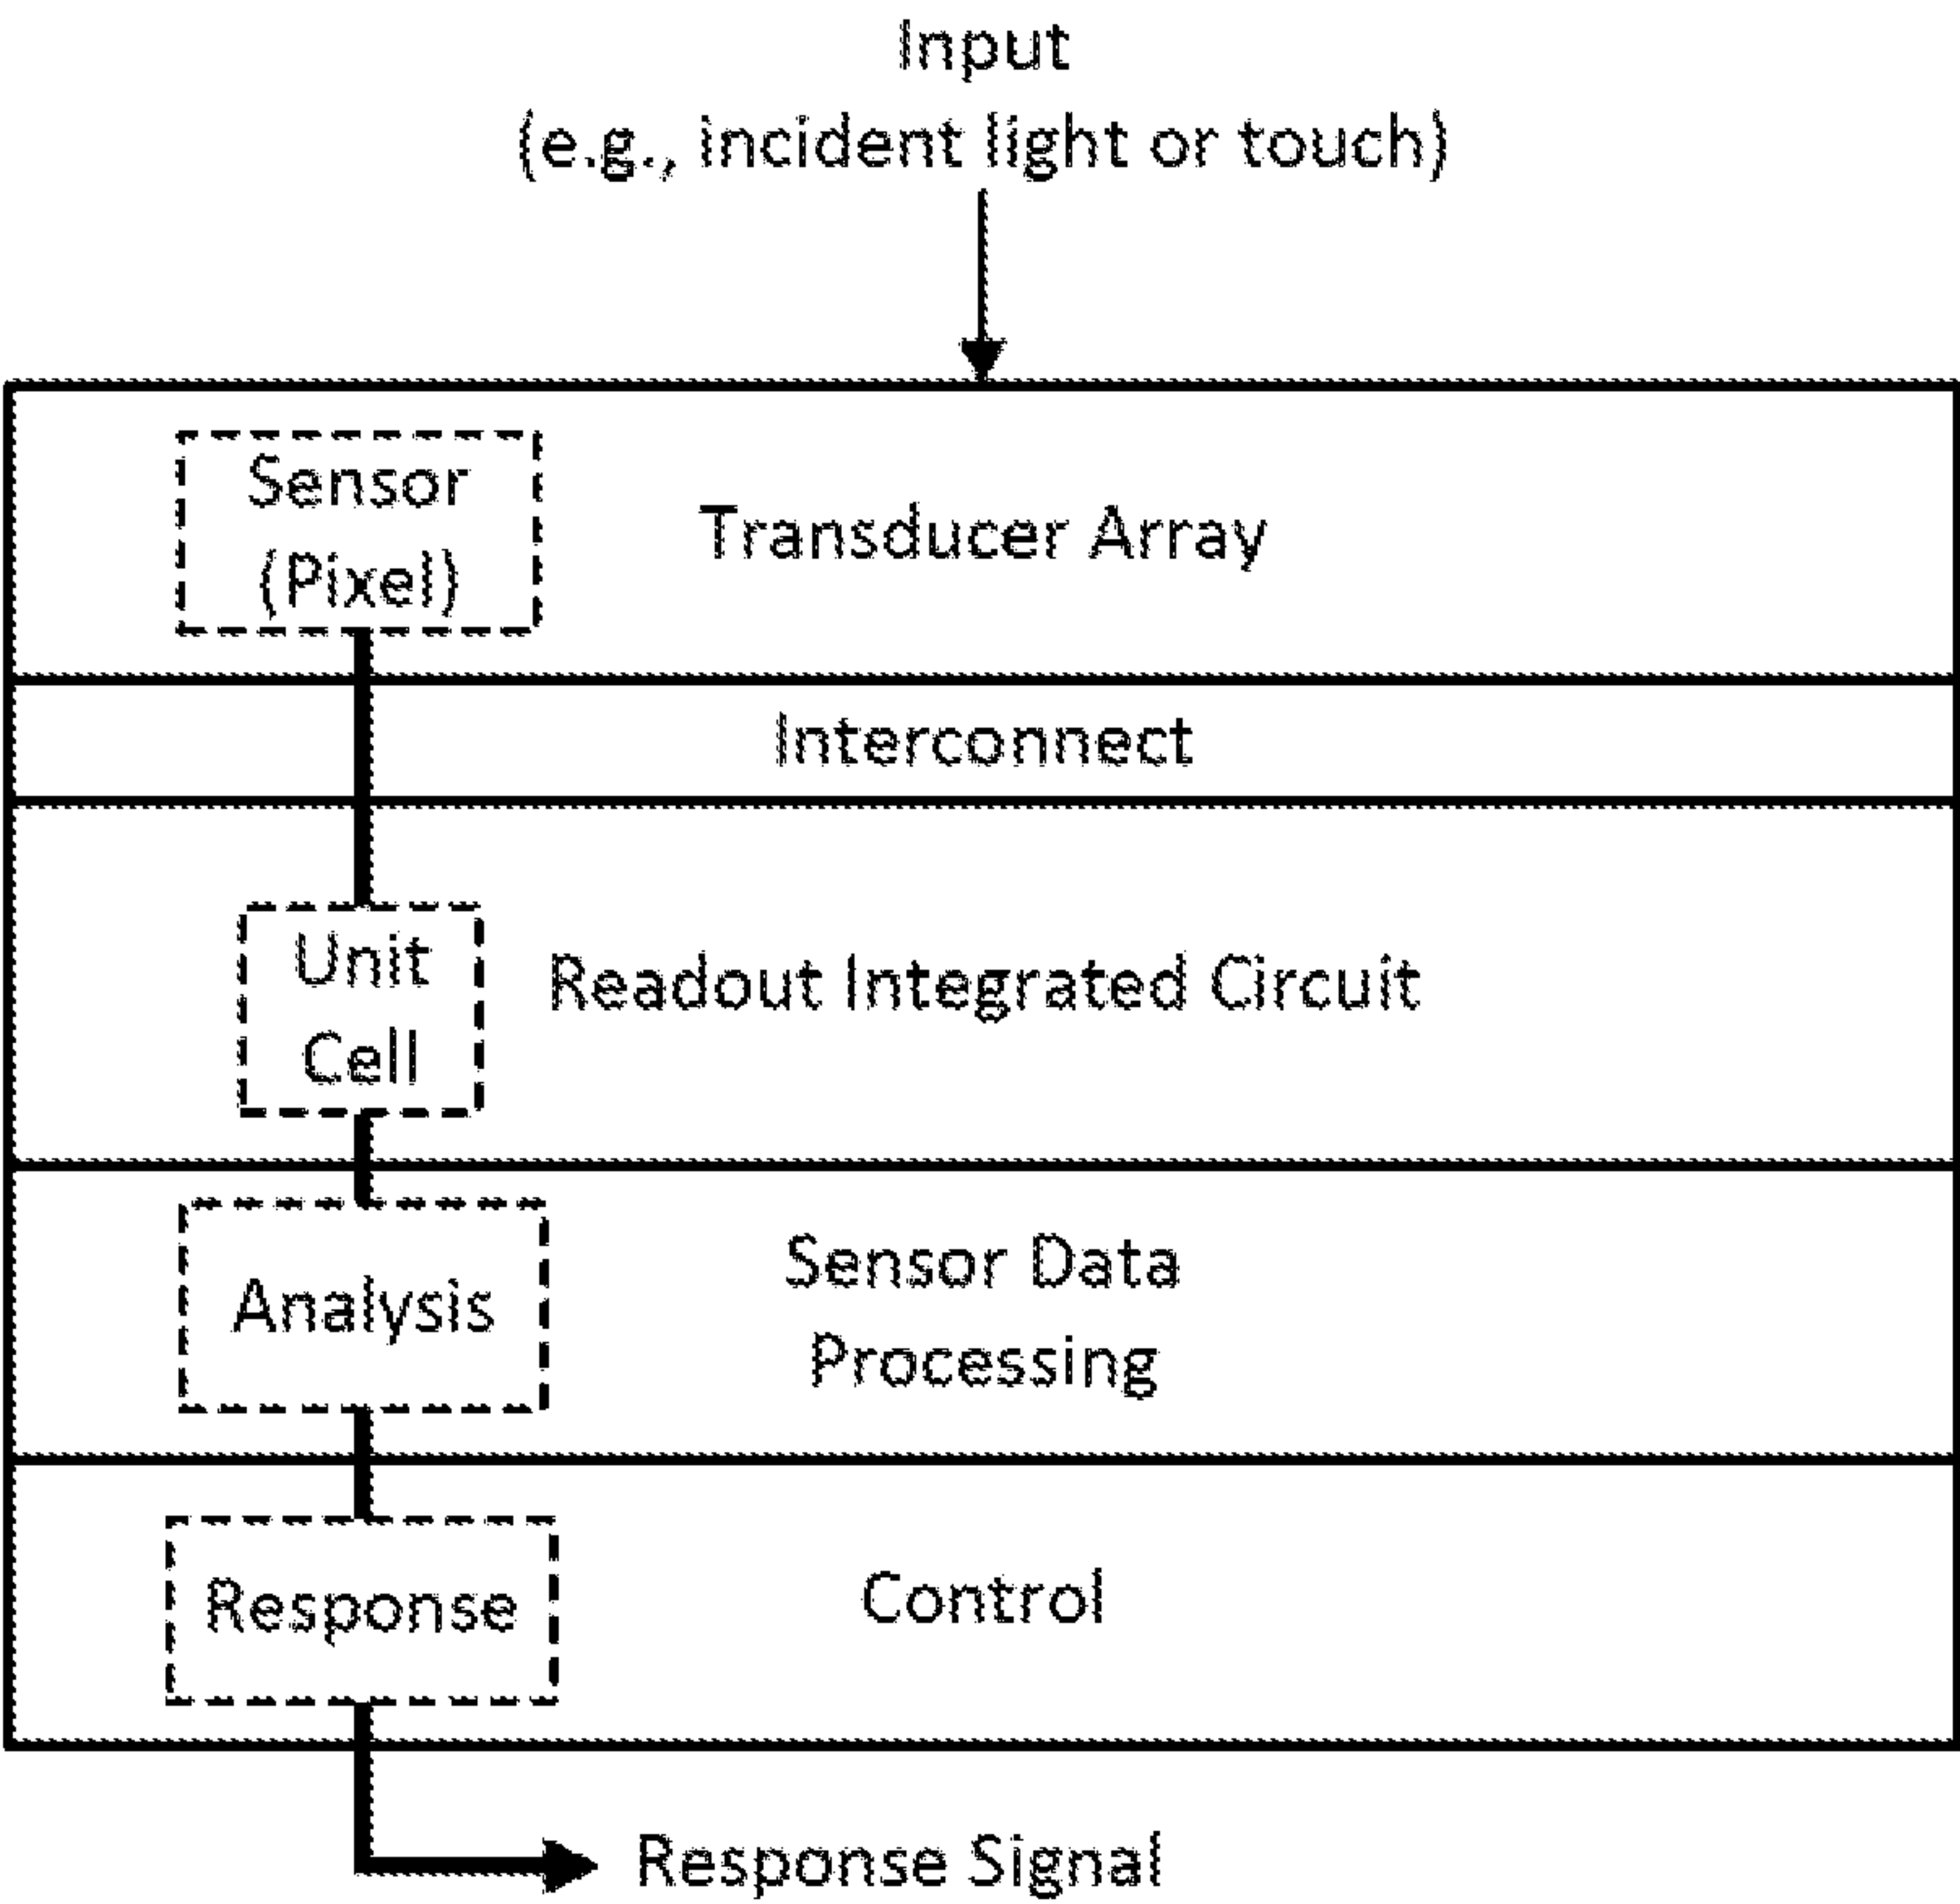 Input
(e.g., incident light or touch)
Sensor
(Pixel)
Transducer Array
Interconnect
Unit
Cell
Readout Integrated Circuit
Analysis
Sensor Data
Processing
Response
Control
Response Signal